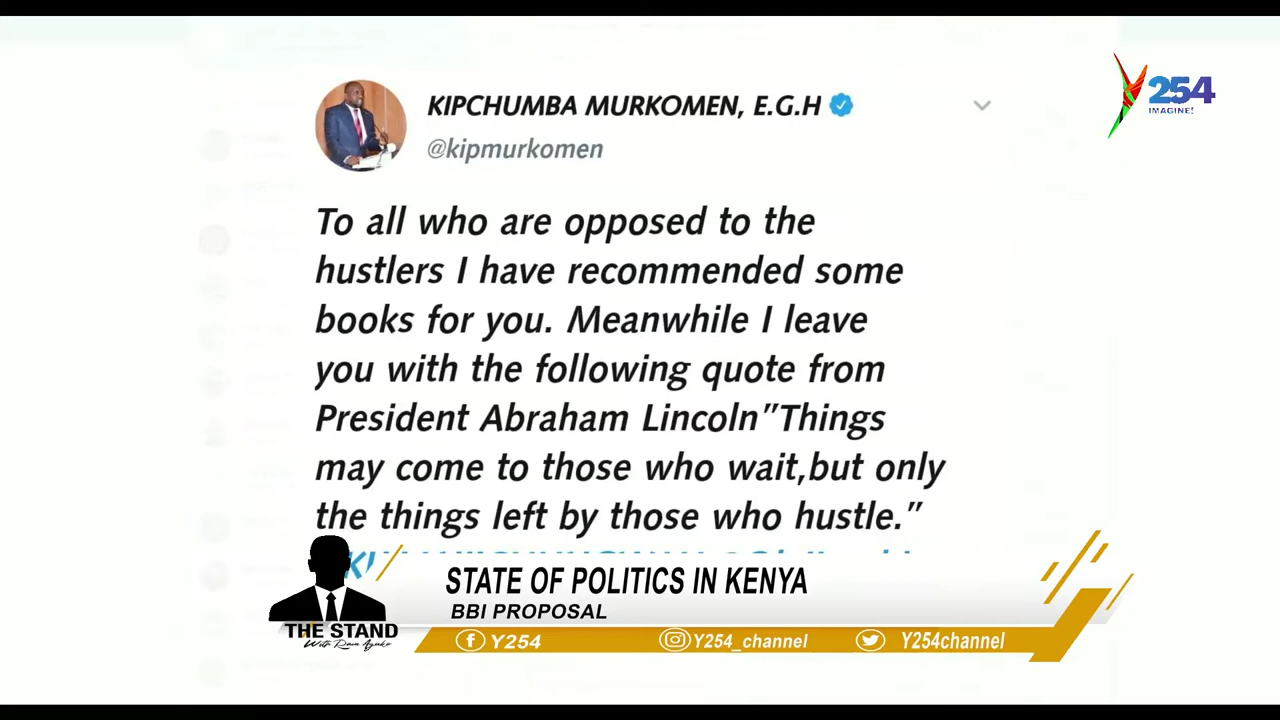 KIPCHUMBA MURKOMEN, E.G.H
@kipmurkomen
254
IMAGINE!
To all who are opposed to the
hustlers I have recommended some
books for you. Meanwhile I leave
you with the following quote from
President Abraham Lincoln"Things
may come to those who wait,but only
the things left by those who hustle."
STATE OF POLITICS IN KENYA
BBI PROPOSAL
THE STAND
Y254
Y254_channel
Y254channel